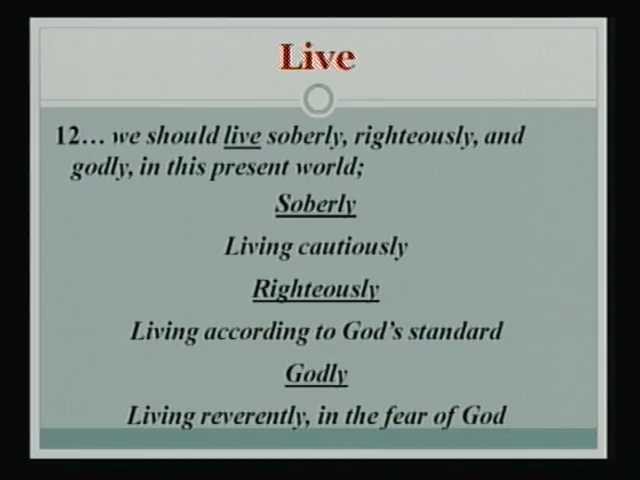 Live
12... we should live soberly, righteously, and
godly, in this present world;
Soberly
Living cautiously
Righteously
Living according to God's standard
Godly
Living reverently, in the fear of God